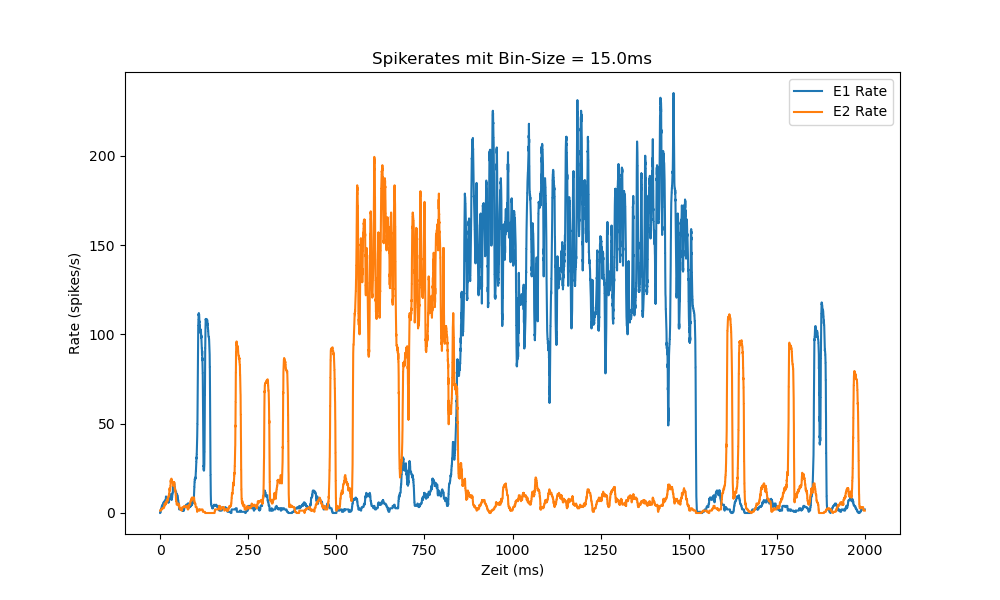 Spikerates mit Bin-Size = 15.0ms
E1 Rate
E2 Rate
Rate (spikes/s)
200
150
100
50
0
0 250 500 750 1000 1250 1500 1750 2000
Zeit (ms)